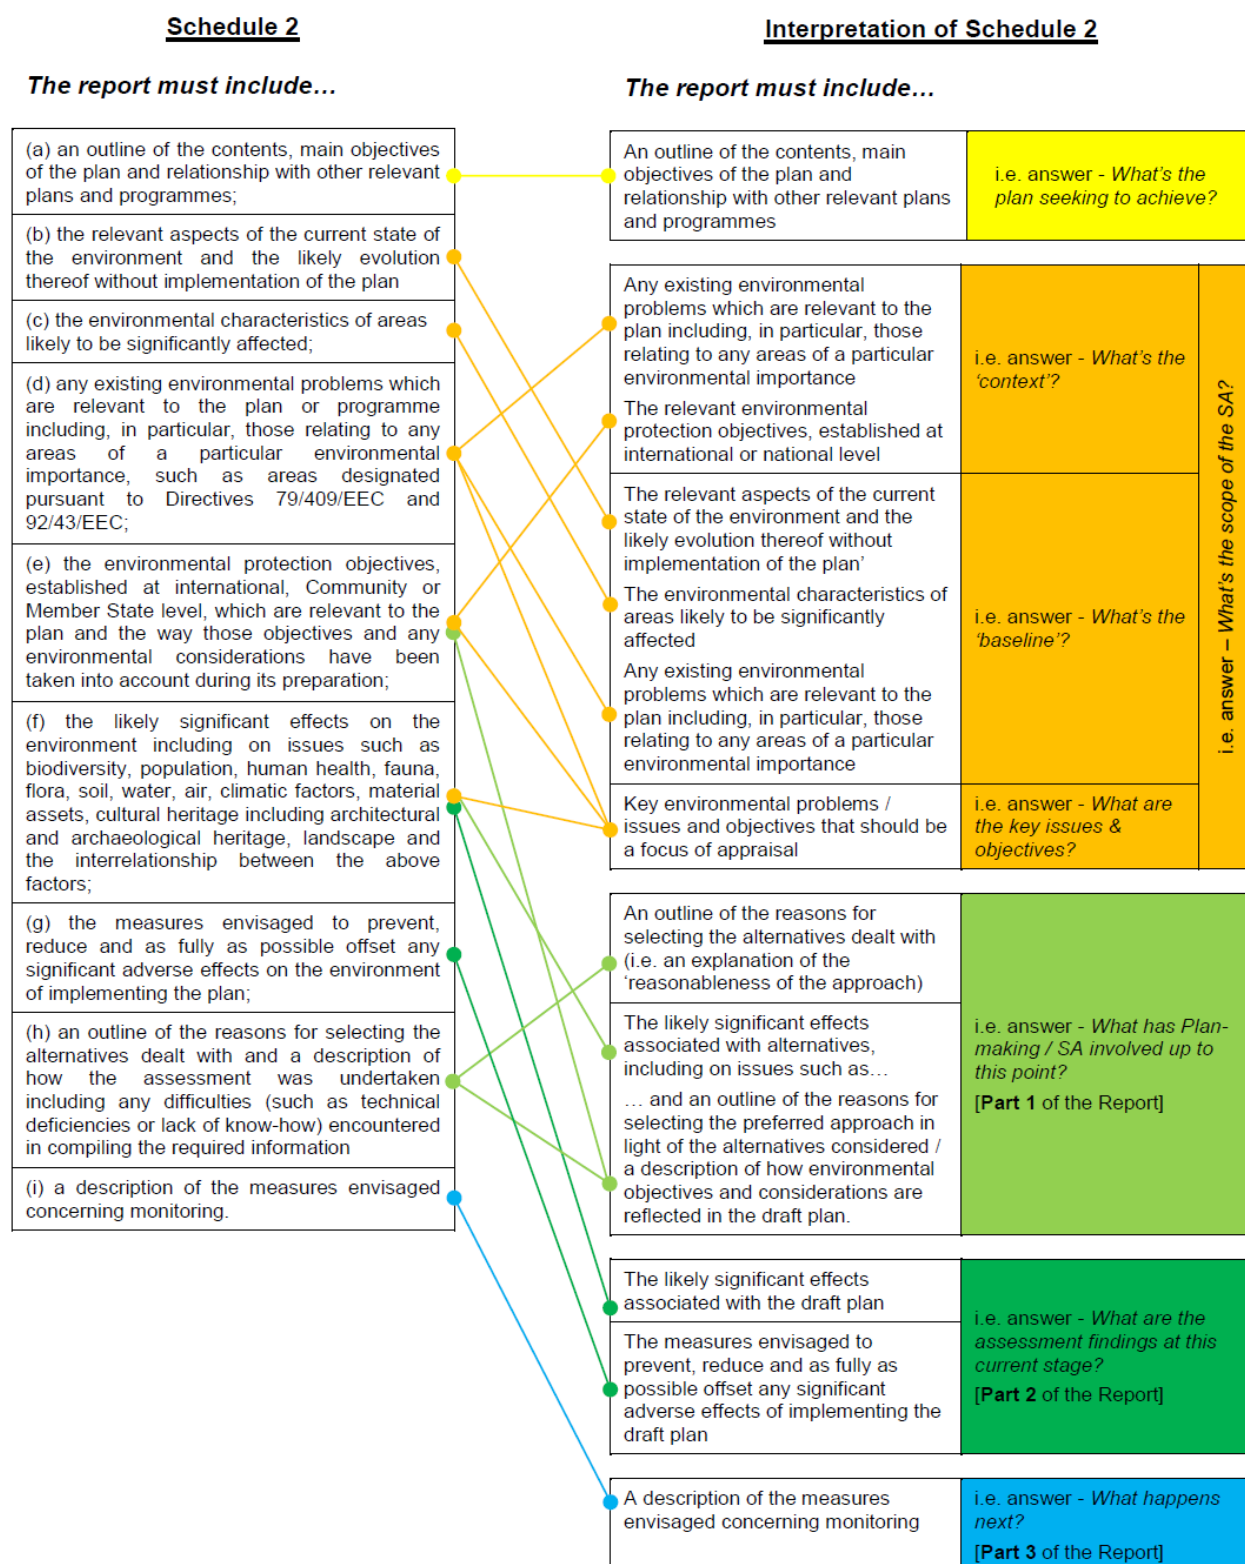 Schedule 2
The report must include…
(a) an outline of the contents, main objectives
of the plan and relationship with other relevant
plans and programmes;
(b) the relevant aspects of the current state of
the environment and the likely evolution
thereof without implementation of the plan
(c) the environmental characteristics of areas
likely to be significantly affected;
(d) any existing environmental problems which
are relevant to the plan or programme
including, in particular, those relating to any
areas of a particular environmental
importance, such as areas designated
pursuant to Directives 79/409/EEC and
92/43/EEC;
(e) the environmental protection objectives,
established at international, Community or
Member State level, which are relevant to the
plan and the way those objectives and any
environmental considerations have been
taken into account during its preparation;
(f) the likely significant effects on the
environment including on issues such as
biodiversity, population, human health, fauna,
flora, soil, water, air, climatic factors, material
assets, cultural heritage including architectural
and archaeological heritage, landscape and
the interrelationship between the above
factors;
(g) the measures envisaged to prevent,
reduce and as fully as possible offset any
significant adverse effects on the environment
of implementing the plan;
(h) an outline of the reasons for selecting the
alternatives dealt with and a description of
how the assessment was undertaken
including any difficulties (such as technical
deficiencies or lack of know-how) encountered
in compiling the required information
(i) a description of the measures envisaged
concerning monitoring.
Interpretation of Schedule 2
The report must include…
An outline of the contents, main
objectives of the plan and
relationship with other relevant plans
and programmes
i.e. answer - What's the
plan seeking to achieve?
Any existing environmental
problems which are relevant to the
plan including, in particular, those
relating to any areas of a particular
environmental importance
The relevant environmental
protection objectives, established at
international or national level
i.e. answer - What's the
'context'?
The relevant aspects of the current
state of the environment and the
likely evolution thereof without
implementation of the plan'
The environmental characteristics of
areas likely to be significantly
affected
Any existing environmental
problems which are relevant to the
plan including, in particular, those
relating to any areas of a particular
environmental importance
i.e. answer - What's the
'baseline'?
Key environmental problems /
issues and objectives that should be
a focus of appraisal
i.e. answer - What are
the key issues &
objectives?
i.e. answer – What's the scope of the SA?
An outline of the reasons for
selecting the alternatives dealt with
(i.e. an explanation of the
'reasonableness of the approach)
The likely significant effects
associated with alternatives,
including on issues such as…
… and an outline of the reasons for
selecting the preferred approach in
light of the alternatives considered /
a description of how environmental
objectives and considerations are
reflected in the draft plan.
i.e. answer - What has Plan-
making / SA involved up to
this point?
[Part 1 of the Report]
The likely significant effects
associated with the draft plan
The measures envisaged to
prevent, reduce and as fully as
possible offset any significant
adverse effects of implementing the
draft plan
i.e. answer - What are the
assessment findings at this
current stage?
[Part 2 of the Report]
A description of the measures
envisaged concerning monitoring
i.e. answer - What happens
next?
[Part 3 of the Report]